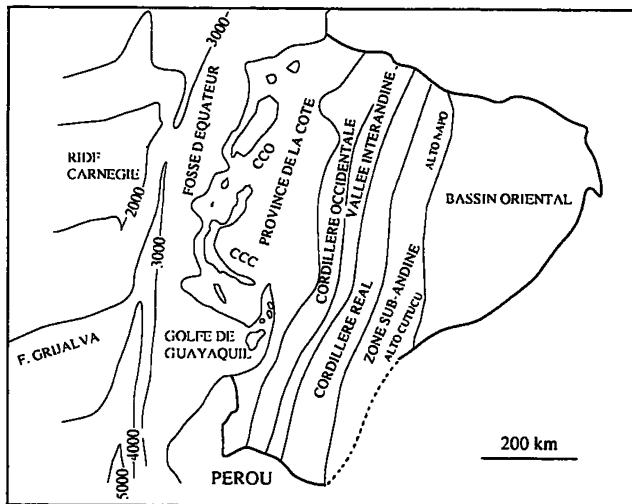 3000
FOSSE D'EQUATEUR
RIDE
CARNEGIE
2000
3000
CCO
CCC
PROVINCE DE LA COTE
CORDILLERE OCCIDENTALE
VALLEE INTERANDINE
CORDILLERE REAL
ZONE SUB-ANDINE
ALTO NAPO
ALTO CUTUCU
BASSIN ORIENTAL
F. GRIJALVA
GOLFE DE
GUAYAQUIL
4000
5000
PEROU
200 km